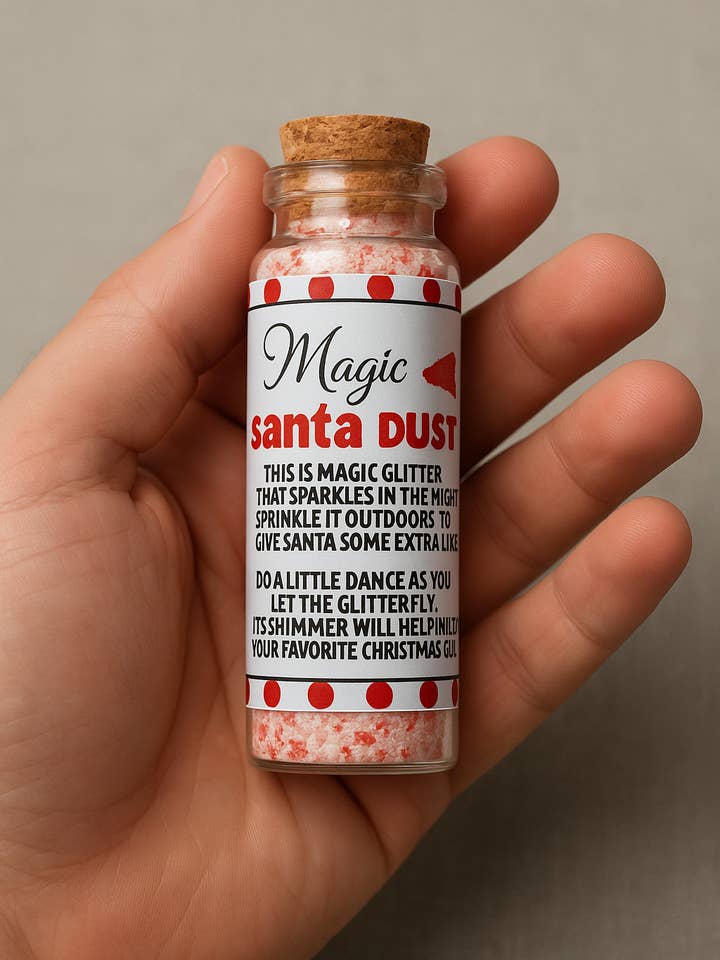 Magic
santa DUST
THIS IS MAGIC GLITTER
THAT SPARKLES IN THE MIGHT
SPRINKLE IT OUTDOORS TO
GIVE SANTA SOME EXTRA LIKE
DO A LITTLE DANCE AS YOU
LET THE GLITTERFLY.
ITS SHIMMER WILL
YOUR FAVORITE CHRISTMAS